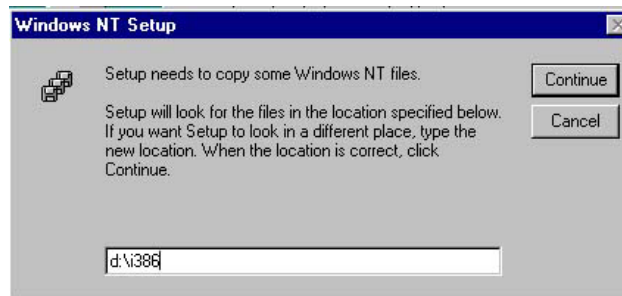 Windows NT Setup
Setup needs to copy some Windows NT files.
Continue
Setup will look for the files in the location specified below.
If you want Setup to look in a different place, type the
new location. When the location is correct, click
Continue.
Cancel
d:\i386